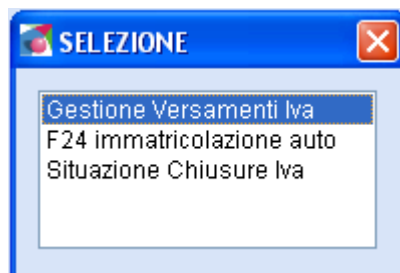 SELEZIONE
Gestione Versamenti Iva
F24 immatricolazione auto
Situazione Chiusure Iva